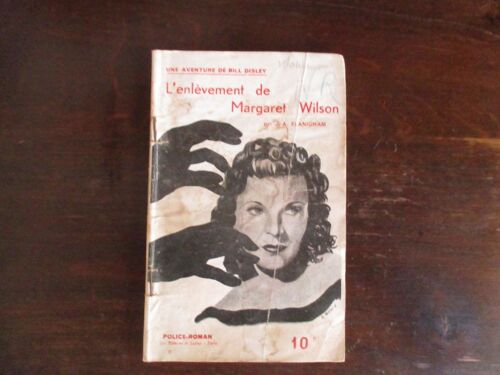 UNE AVENTURE DE BILL DISLEY
L'enlèvement de
Margaret Wilson
par J.-A. FLANIGHAM
POLICE-ROMAN
10